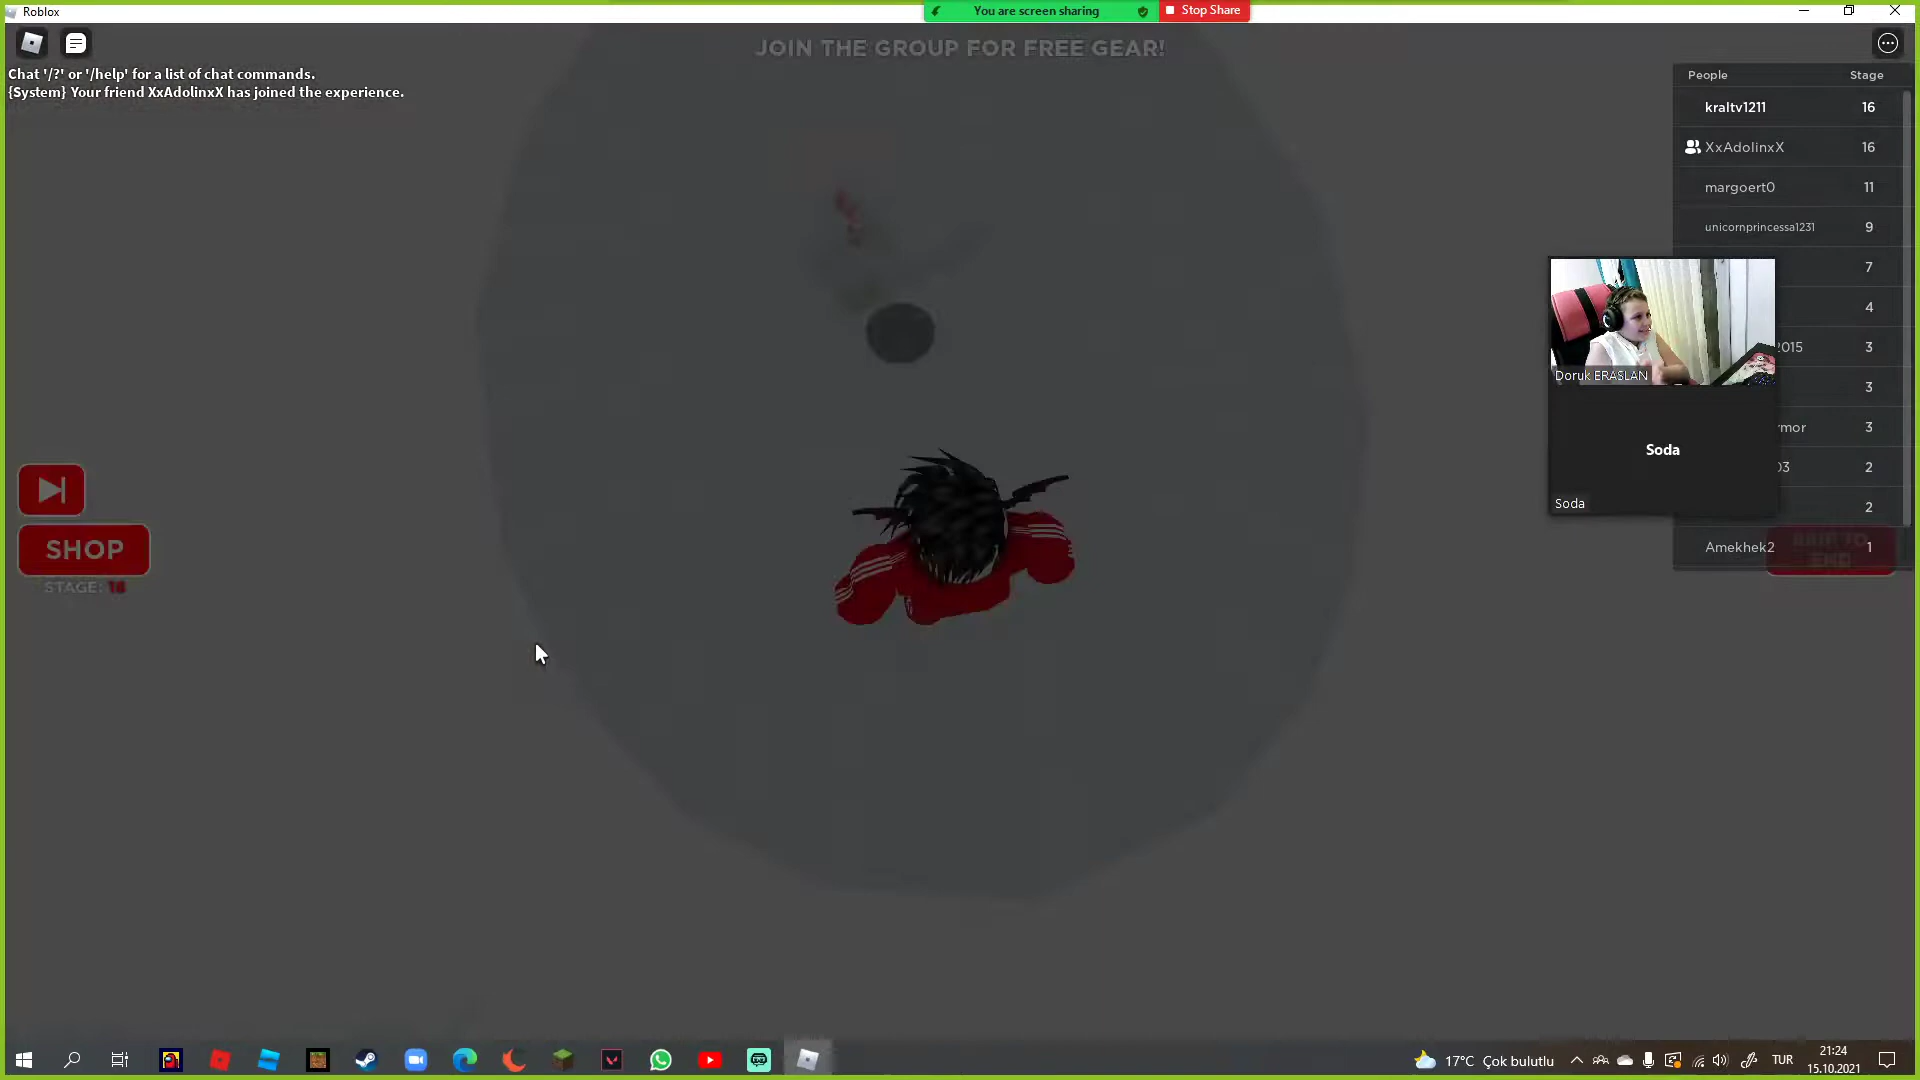 Roblox
You are screen sharing
Stop Share
JOIN THE GROUP FOR FREE GEAR!
Chat '/?' or '/help' for a list of chat commands.
{System} Your friend XxAdolinxX has joined the experience.
People Stage
kraltv1211 16
XxAdolinxX 16
margoert0 11
unicornprincessa1231 9
7
4
2015 3
3
mor 3
03 2
2
Amekhek2 1
Doruk ERASLAN
Soda
Soda
SHOP
STAGE: 16
END
17°C Çok bulutlu
TUR
21:24
15.10.2021